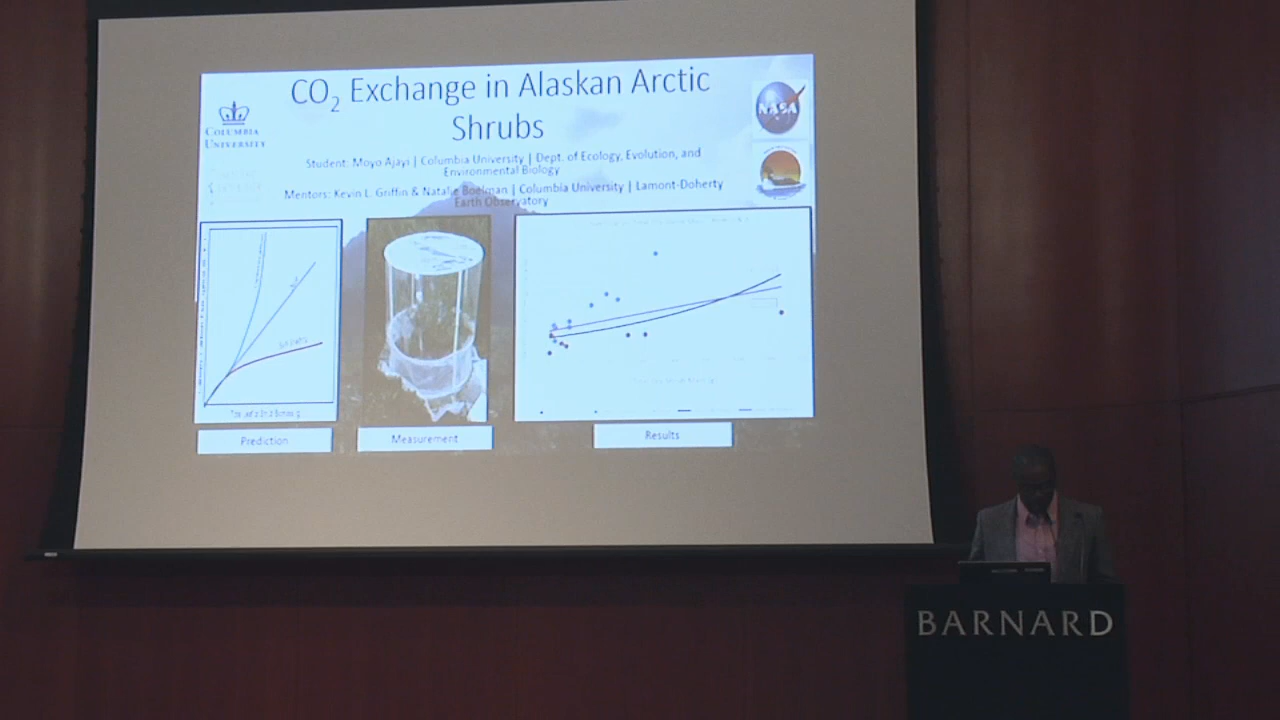 CO2 Exchange in Alaskan Arctic
Shrubs
COLUMBIA
UNIVERSITY
NASA
Student: Moyo Ajayi | Columbia University | Dept. of Ecology, Evolution, and
Environmental Biology
Mentors: Kevin L. Griffin & Natalie Boelman | Columbia University | Lamont-Doherty
Earth Observatory
Prediction
Measurement
Results
BARNARD